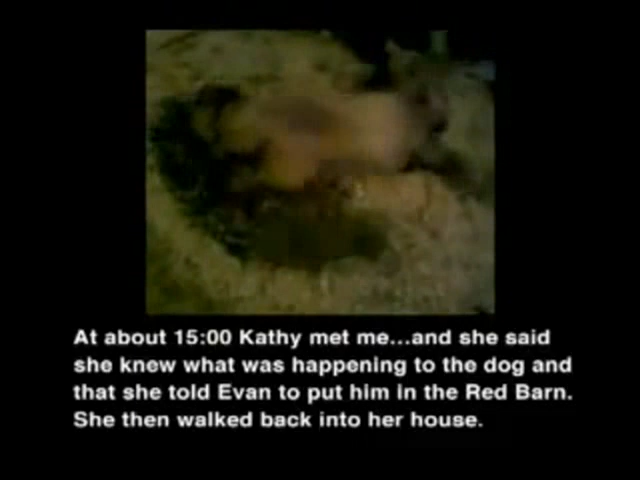 At about 15:00 Kathy met me...and she said
she knew what was happening to the dog and
that she told Evan to put him in the Red Barn.
She then walked back into her house.